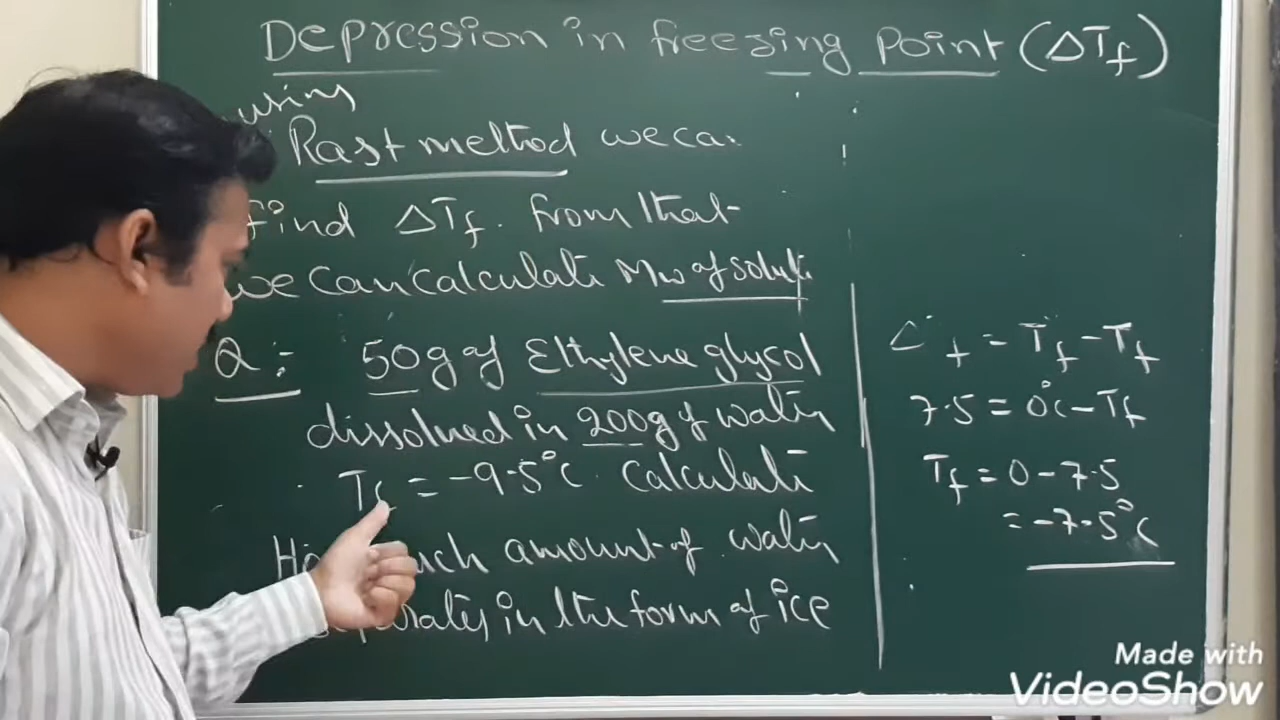 Depression in freezing Point (ΔTf)
using
Rast method we can
find ΔTf. from that
we can calculate Mw of solute
Q:- 50g of Ethylene glycol
dissolved in 200g of water
Tf = -9.5°C. Calculate
amount of water
in the form of ice
Δ f = T°f - Tf
7.5 = 0°C - Tf
Tf = 0 - 7.5
= -7.5°C
Made with
VideoShow